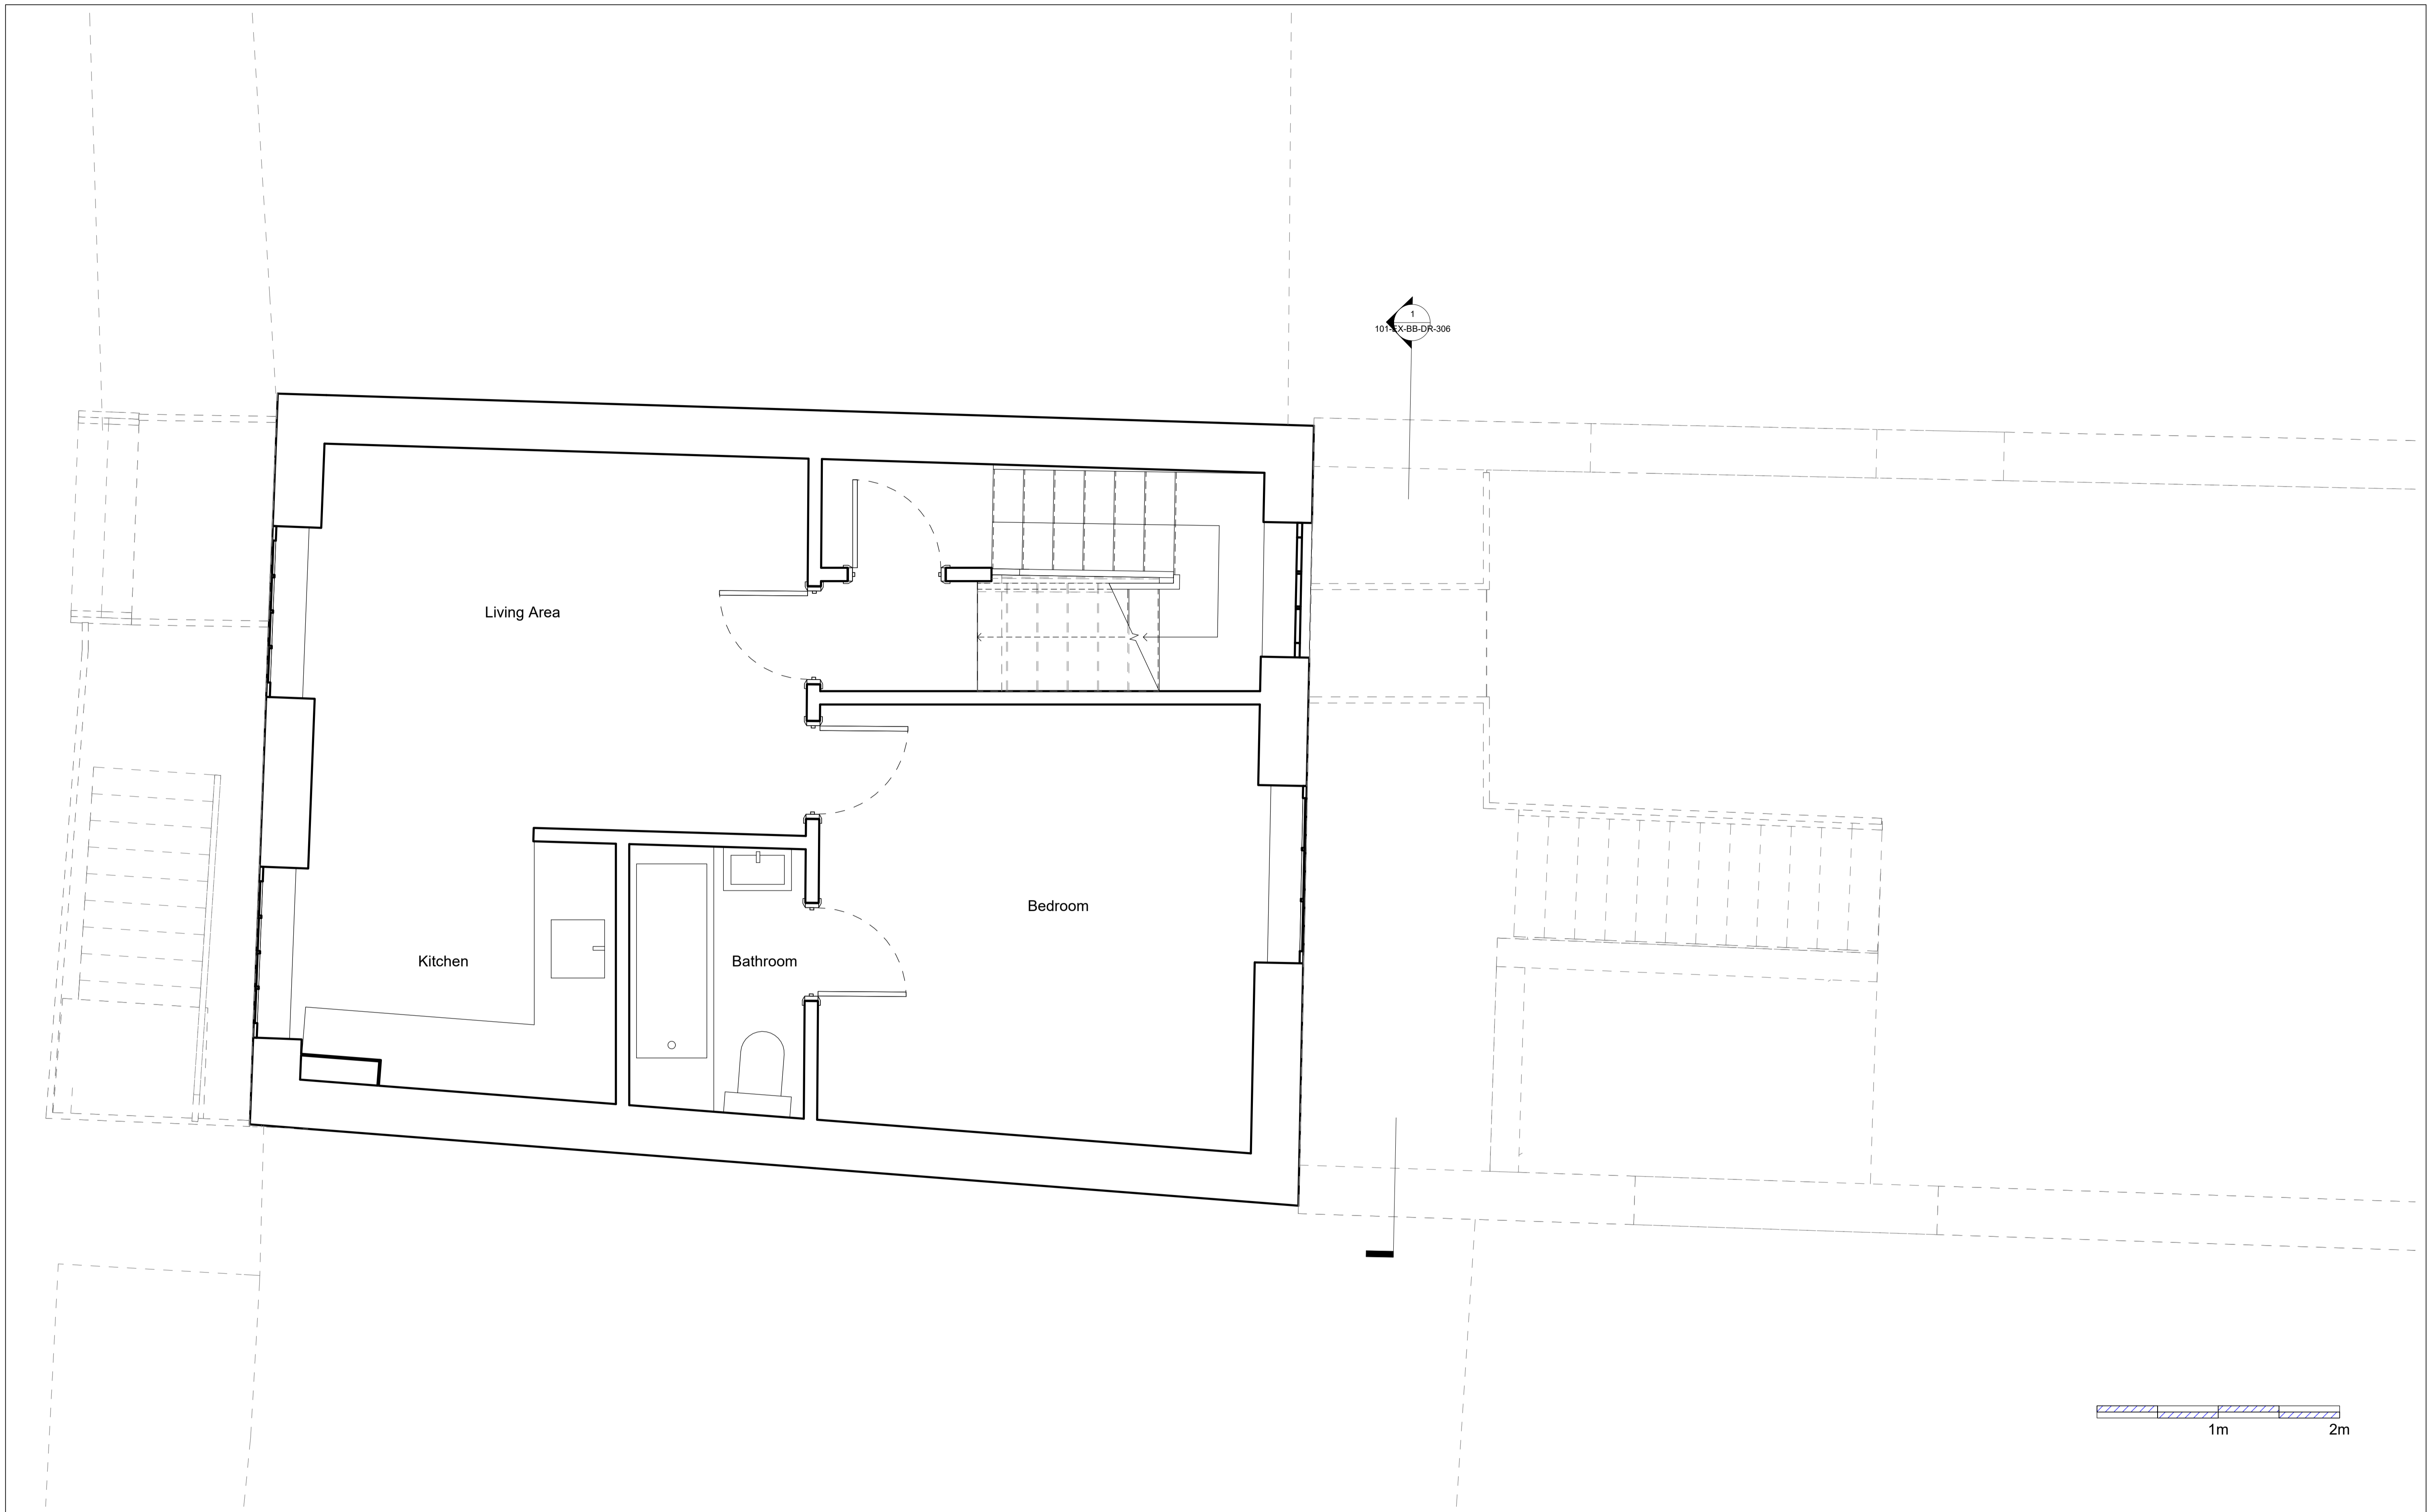 1
101-EX-BB-DR-306
Living Area
Bedroom
Kitchen
Bathroom
1m
2m